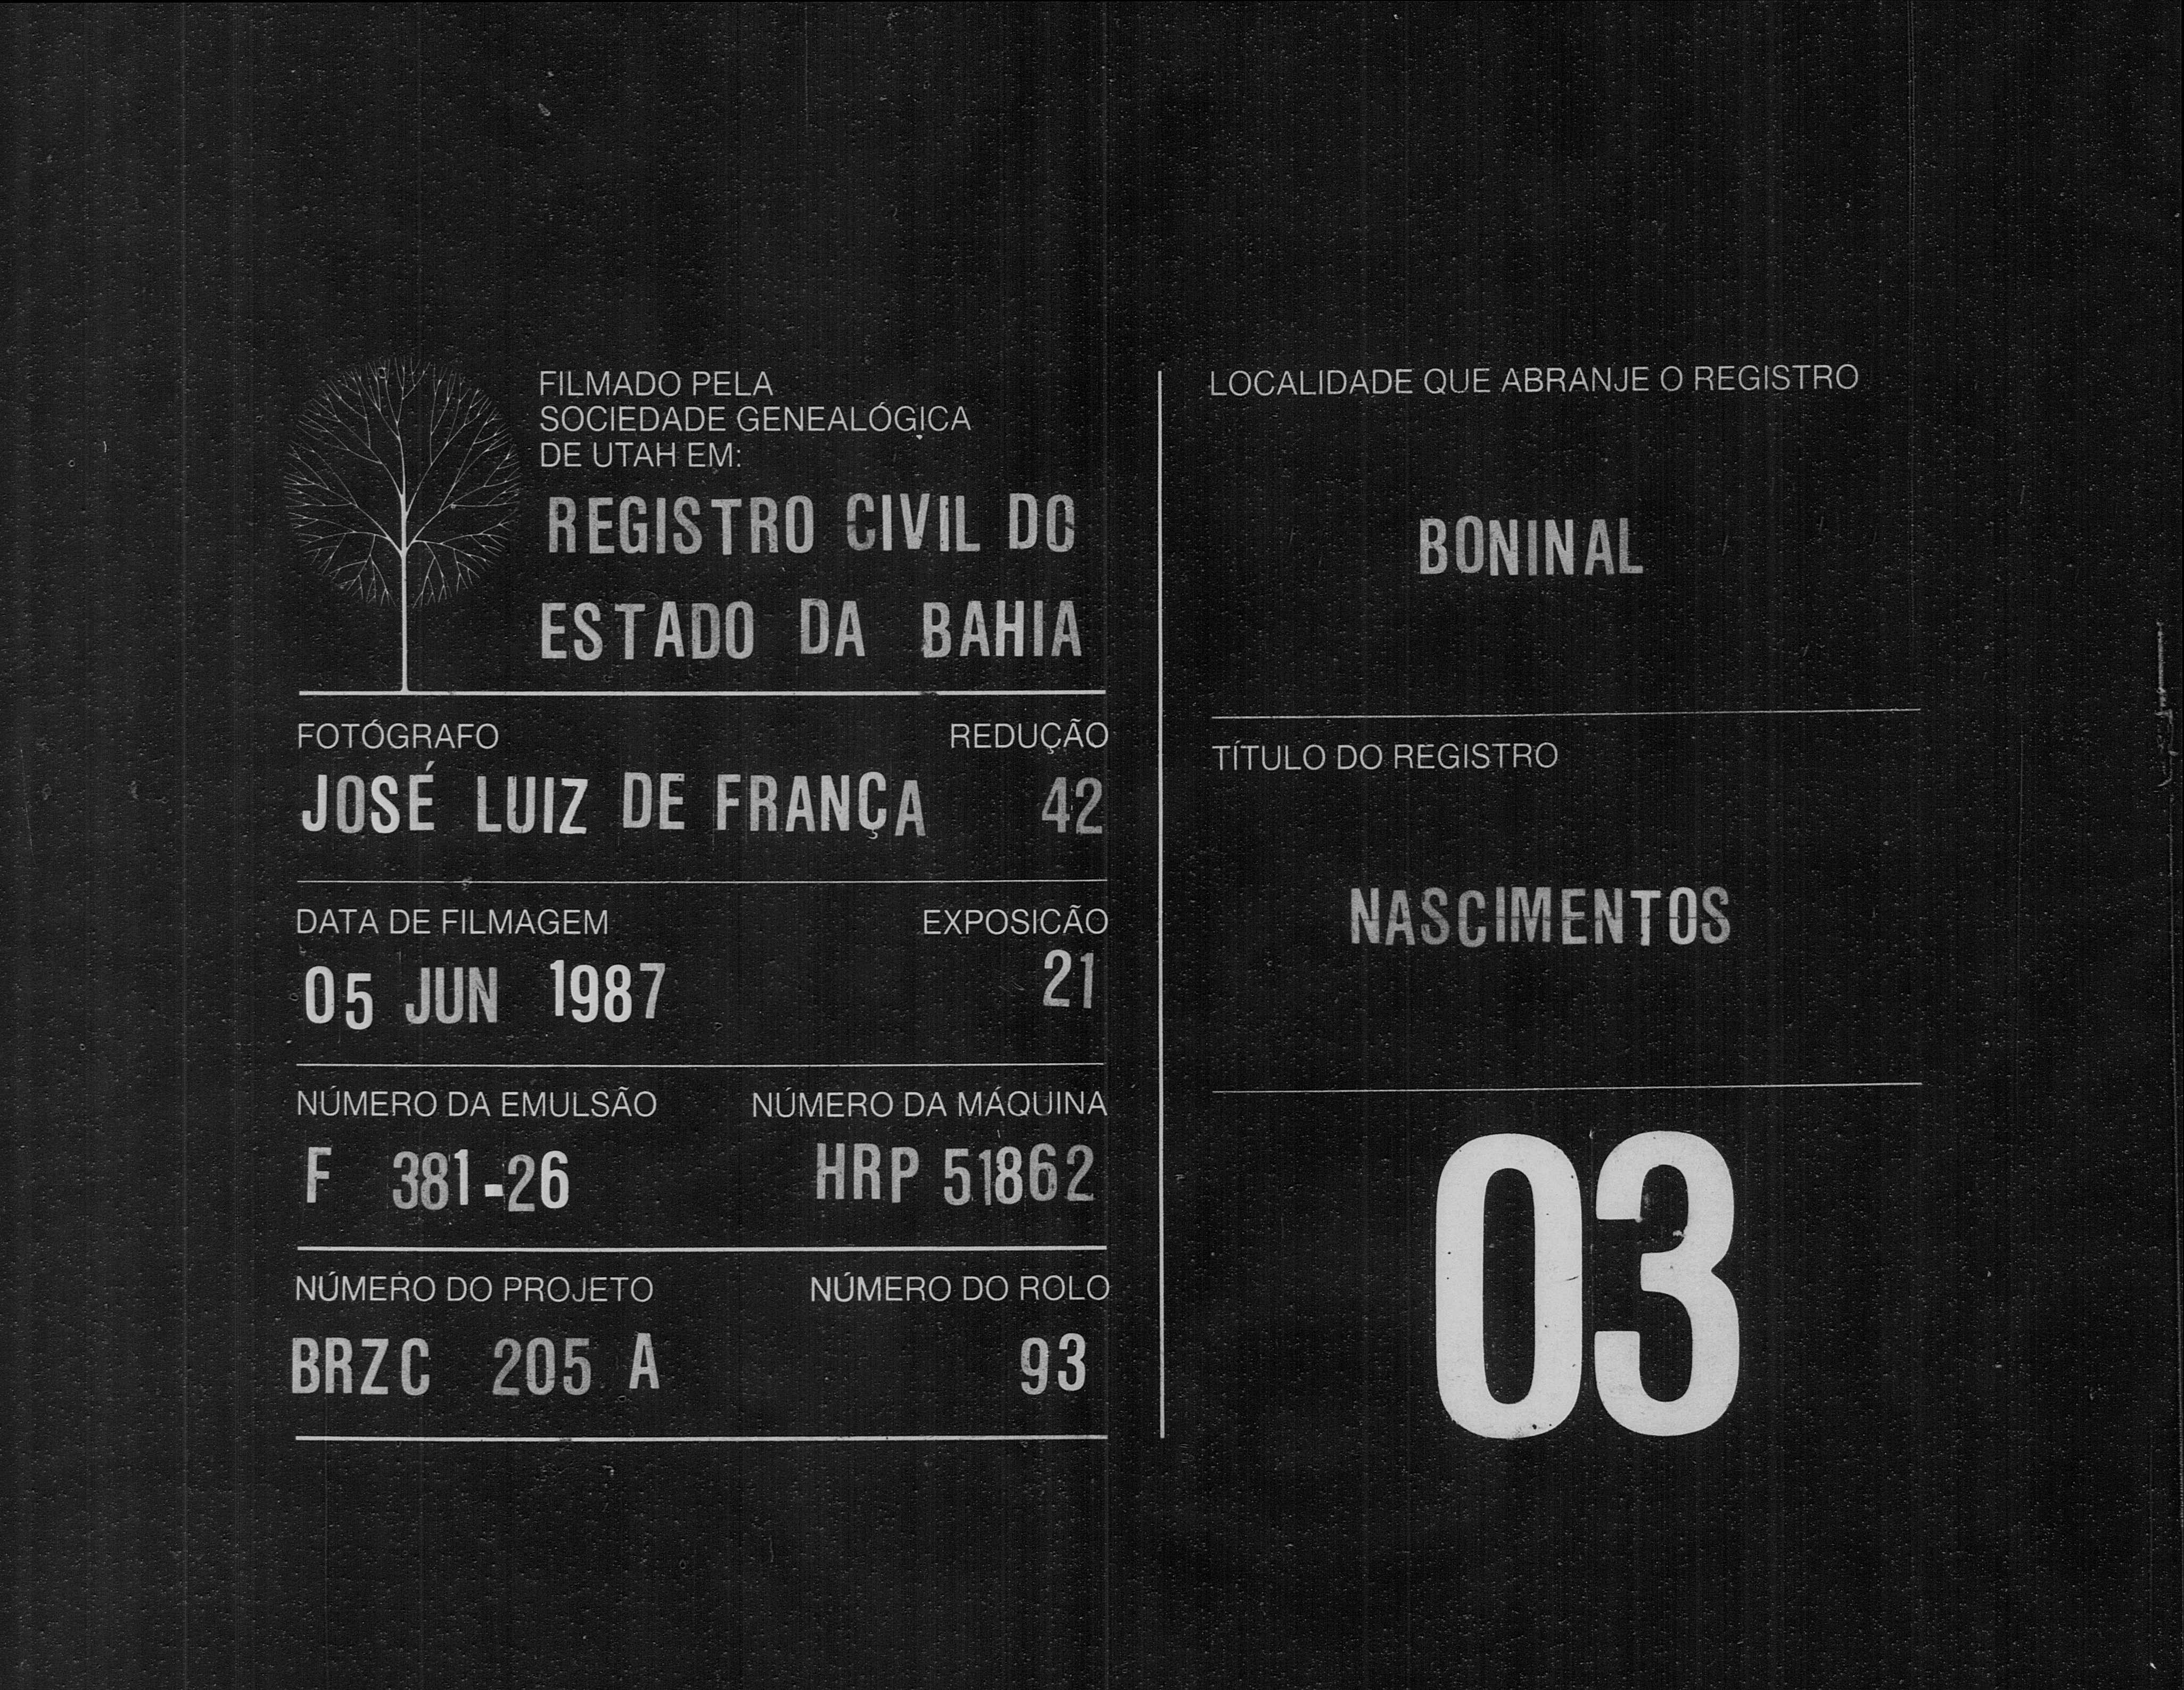 FILMADO PELA
SOCIEDADE GENEALÓGICA
DE UTAH EM:
REGISTRO CIVIL DO
ESTADO DA BAHIA
FOTÓGRAFO REDUÇÃO
JOSÉ LUIZ DE FRANÇA 42
DATA DE FILMAGEM EXPOSICÃO
05 JUN 1987 21
NÚMERO DA EMULSÃO NÚMERO DA MÁQUINA
F 381-26 HRP 51862
NÚMERO DO PROJETO NÚMERO DO ROLO
BRZC 205 A 93
LOCALIDADE QUE ABRANJE O REGISTRO
BONINAL
TÍTULO DO REGISTRO
NASCIMENTOS
03